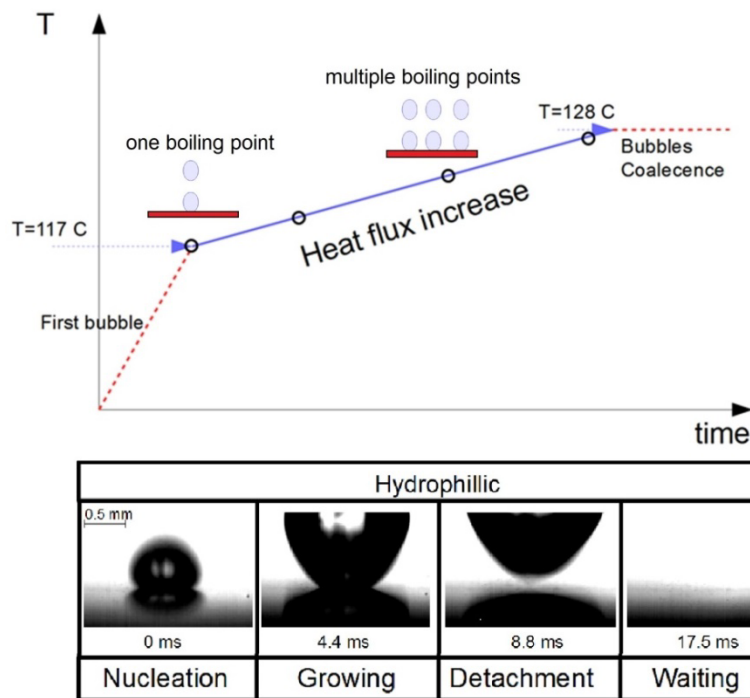 T
multiple boiling points
T=128 C
one boiling point
Bubbles
Coalecence
Heat flux increase
T=117 C
First bubble
time
Hydrophillic
0.5 mm
0 ms
4.4 ms
8.8 ms
17.5 ms
Nucleation
Growing
Detachment
Waiting